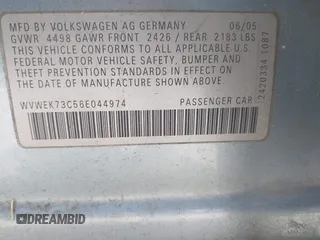 MFD BY VOLKSWAGEN AG GERMANY 06/05
GVWR 4498 GAWR FRONT 2426 / REAR 2183 LBS
THIS VEHICLE CONFORMS TO ALL APPLICABLE U.S.
FEDERAL MOTOR VEHICLE SAFETY, BUMPER AND
THEFT PREVENTION STANDARDS IN EFFECT ON THE
DATE OF MANUFACTURE SHOWN ABOVE.
WVWEK73C56E044974 PASSENGER CAR
2420334 1087
DREAMBID